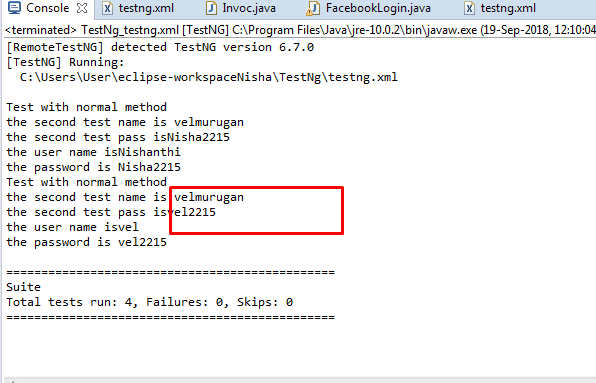 Console testng.xml Invoc.java FacebookLogin.java testng.xml
<terminated> TestNg_testng.xml [TestNG] C:\Program Files\Java\jre-10.0.2\bin\javaw.exe (19-Sep-2018, 12:10:04
[RemoteTestNG] detected TestNG version 6.7.0
[TestNG] Running:
C:\Users\User\eclipse-workspaceNisha\TestNg\testng.xml
Test with normal method
the second test name is velmurugan
the second test pass isNisha2215
the user name isNishanthi
the password is Nisha2215
Test with normal method
the second test name is velmurugan
the second test pass isvel2215
the user name isvel
the password is vel2215
===============================================
Suite
Total tests run: 4, Failures: 0, Skips: 0
===============================================